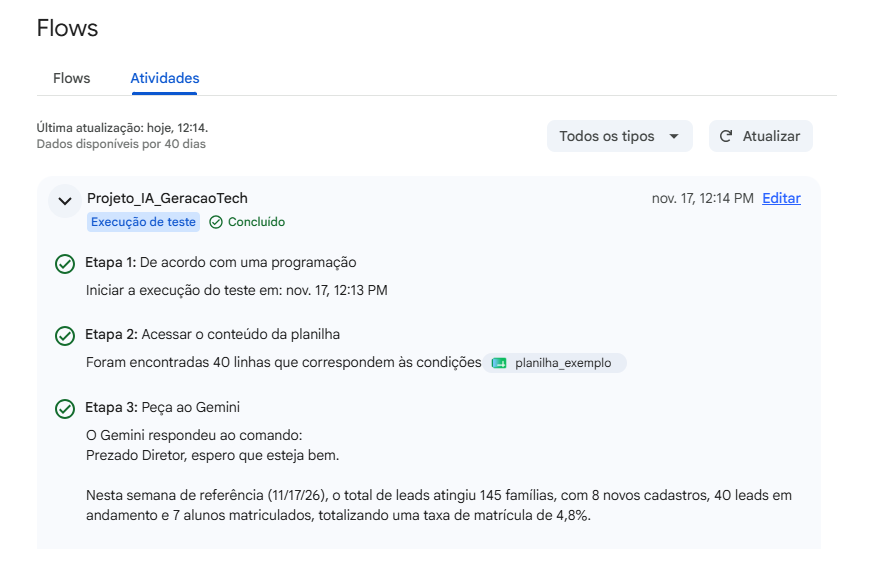 Flows
Flows Atividades
Última atualização: hoje, 12:14.
Dados disponíveis por 40 dias
Todos os tipos
Atualizar
Projeto_IA_GeracaoTech
nov. 17, 12:14 PM Editar
Execução de teste Concluído
Etapa 1: De acordo com uma programação
Iniciar a execução do teste em: nov. 17, 12:13 PM
Etapa 2: Acessar o conteúdo da planilha
Foram encontradas 40 linhas que correspondem às condições planilha_exemplo
Etapa 3: Peça ao Gemini
O Gemini respondeu ao comando:
Prezado Diretor, espero que esteja bem.
Nesta semana de referência (11/17/26), o total de leads atingiu 145 famílias, com 8 novos cadastros, 40 leads em
andamento e 7 alunos matriculados, totalizando uma taxa de matrícula de 4,8%.